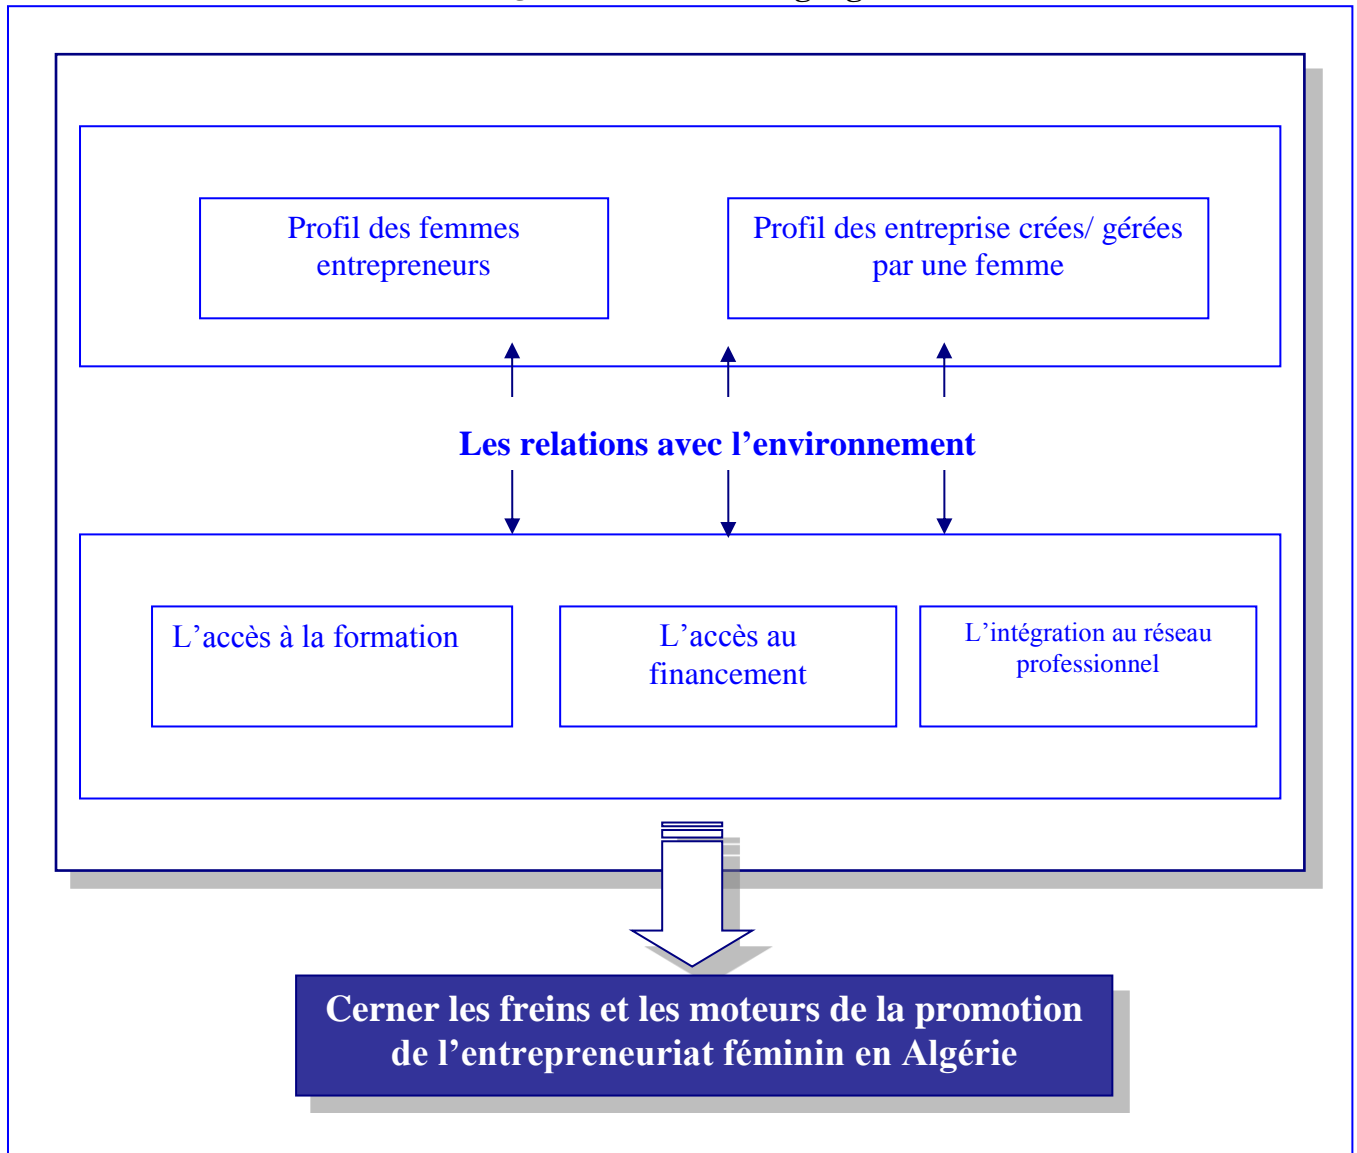 Profil des femmes
entrepreneurs
Profil des entreprise crées/ gérées
par une femme
Les relations avec l’environnement
L’accès à la formation
L’accès au
financement
L’intégration au réseau
professionnel
Cerner les freins et les moteurs de la promotion
de l’entrepreneuriat féminin en Algérie